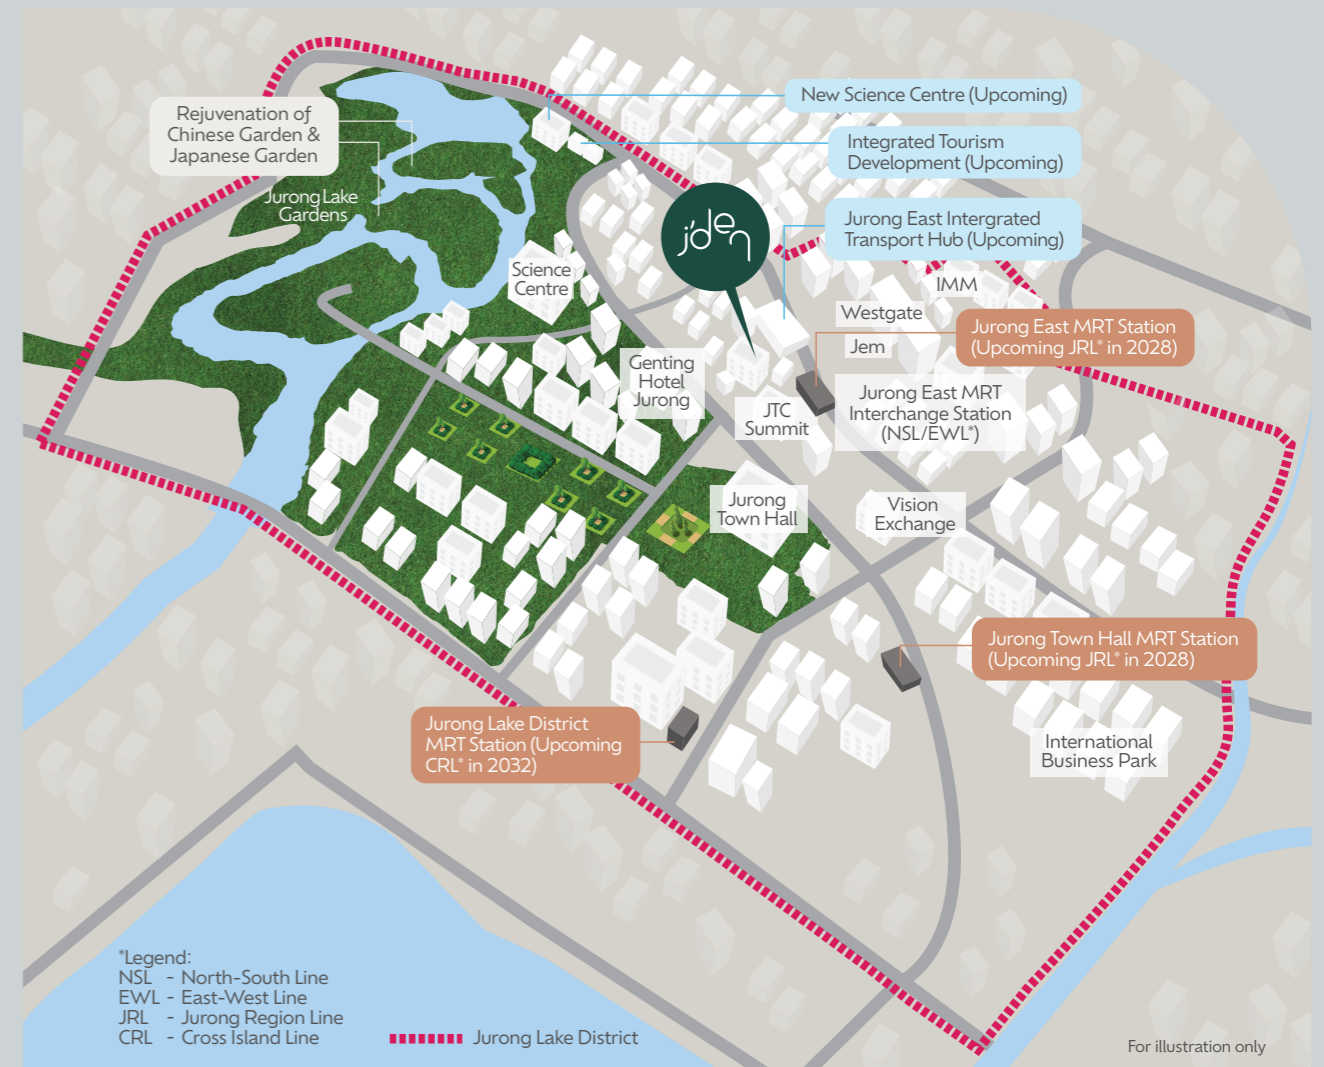 New Science Centre (Upcoming)
Rejuvenation of
Chinese Garden &
Japanese Garden
Integrated Tourism
Development (Upcoming)
Jurong Lake
Gardens
j'den
Jurong East Intergrated
Transport Hub (Upcoming)
Science
Centre
IMM
Westgate
Jem
Jurong East MRT Station
(Upcoming JRL* in 2028)
Genting
Hotel
Jurong
JTC
Summit
Jurong East MRT
Interchange Station
(NSL/EWL*)
Jurong
Town Hall
Vision
Exchange
Jurong Town Hall MRT Station
(Upcoming JRL* in 2028)
Jurong Lake District
MRT Station (Upcoming
CRL* in 2032)
International
Business Park
*Legend:
NSL - North-South Line
EWL - East-West Line
JRL - Jurong Region Line
CRL - Cross Island Line
Jurong Lake District
For illustration only